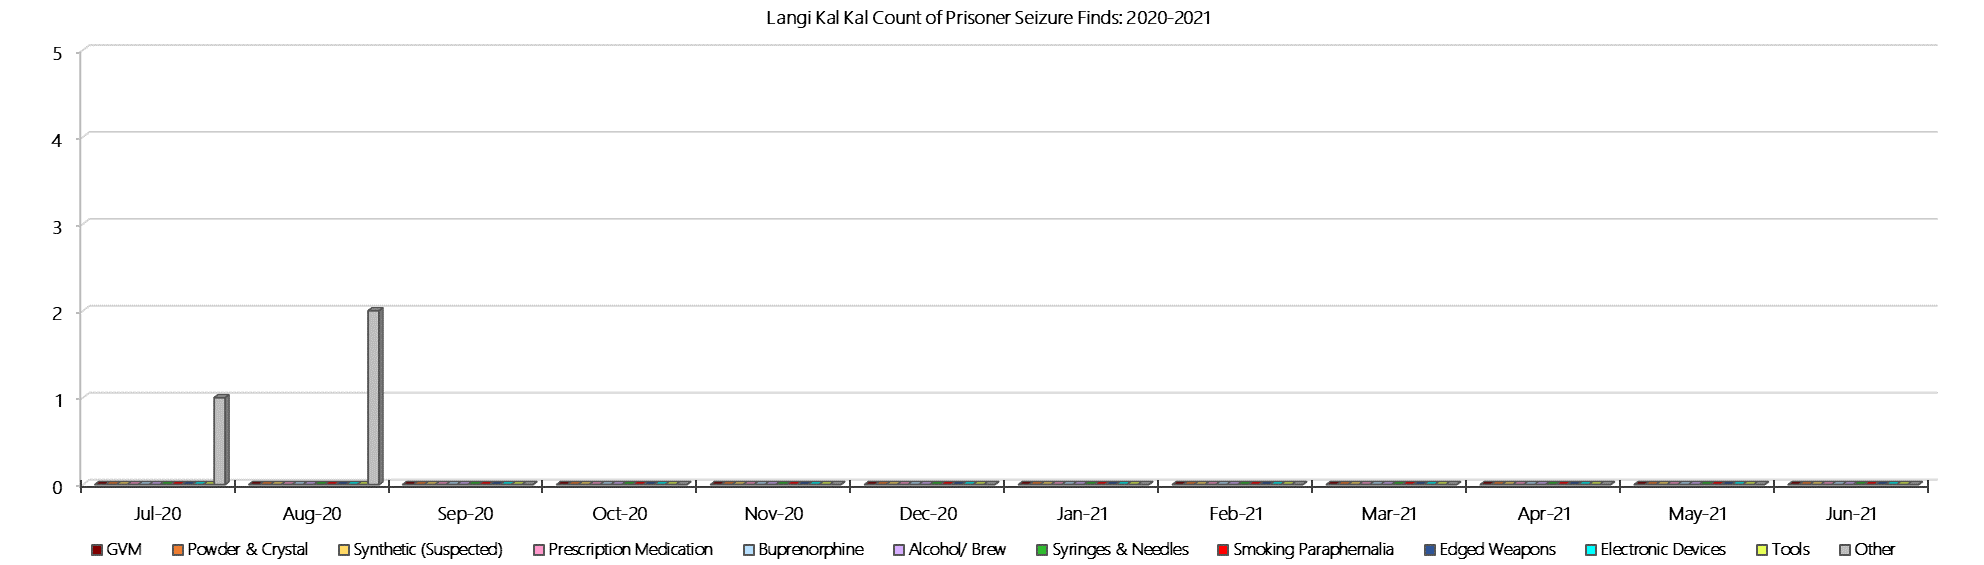 Langi Kal Kal Count of Prisoner Seizure Finds: 2020-2021
5
4
3
2
1
0
Jul-20 Aug-20 Sep-20 Oct-20 Nov-20 Dec-20 Jan-21 Feb-21 Mar-21 Apr-21 May-21 Jun-21
GVM Powder & Crystal Synthetic (Suspected) Prescription Medication Buprenorphine Alcohol/ Brew Syringes & Needles Smoking Paraphernalia Edged Weapons Electronic Devices Tools Other